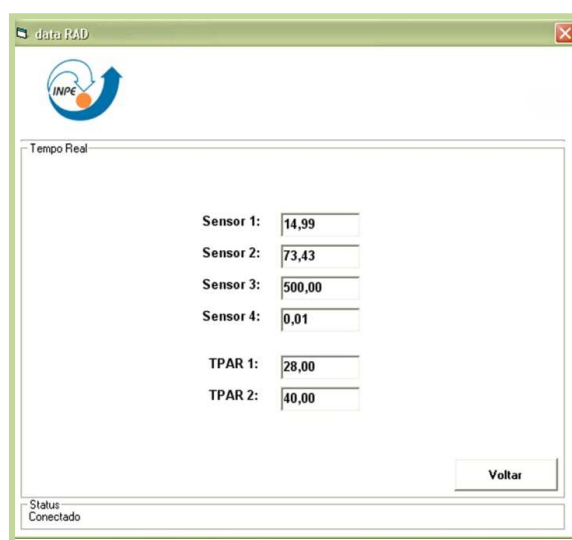 data RAD
INPE
Tempo Real
Sensor 1: 14,99
Sensor 2: 73,43
Sensor 3: 500,00
Sensor 4: 0,01
TPAR 1: 28,00
TPAR 2: 40,00
Voltar
Status
Conectado